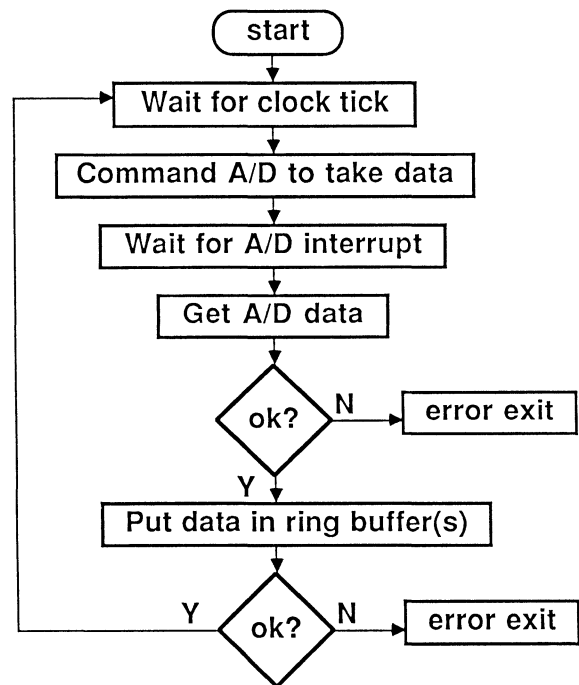 start
Wait for clock tick
Command A/D to take data
Wait for A/D interrupt
Get A/D data
ok?
N
error exit
Y
Put data in ring buffer(s)
Y
ok?
N
error exit